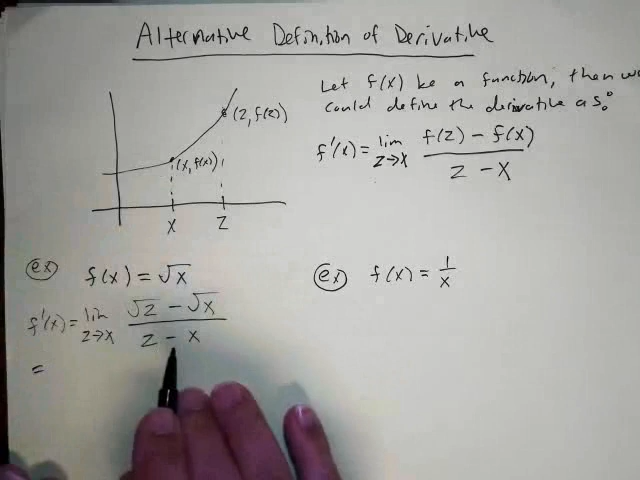 Alternative Definition of Derivative
Let f(x) be a function, then we
could define the derivative as:
f'(x) = lim z→x (f(z) - f(x)) / (z - x)
(z, f(z))
(x, f(x))
x z
ex f(x) = √x
f'(x) = lim z→x (√z - √x) / (z - x)
=
ex f(x) = 1/x